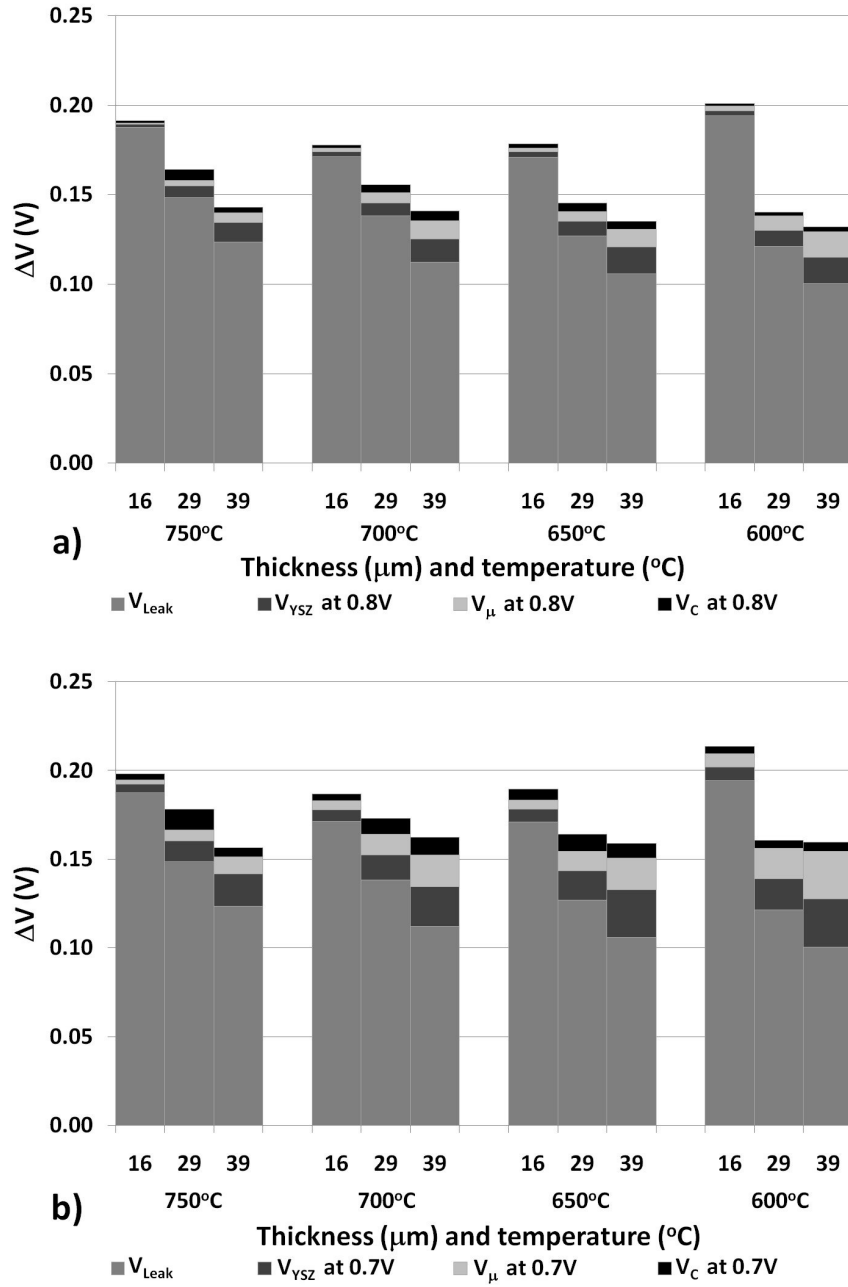 0.25
0.20
0.15
0.10
0.05
0.00
ΔV (V)
16 29 39 16 29 39 16 29 39 16 29 39
750°C 700°C 650°C 600°C
a)
Thickness (μm) and temperature (°C)
V_Leak V_YSZ at 0.8V V_μ at 0.8V V_C at 0.8V
0.25
0.20
0.15
0.10
0.05
0.00
ΔV (V)
16 29 39 16 29 39 16 29 39 16 29 39
750°C 700°C 650°C 600°C
b)
Thickness (μm) and temperature (°C)
V_Leak V_YSZ at 0.7V V_μ at 0.7V V_C at 0.7V